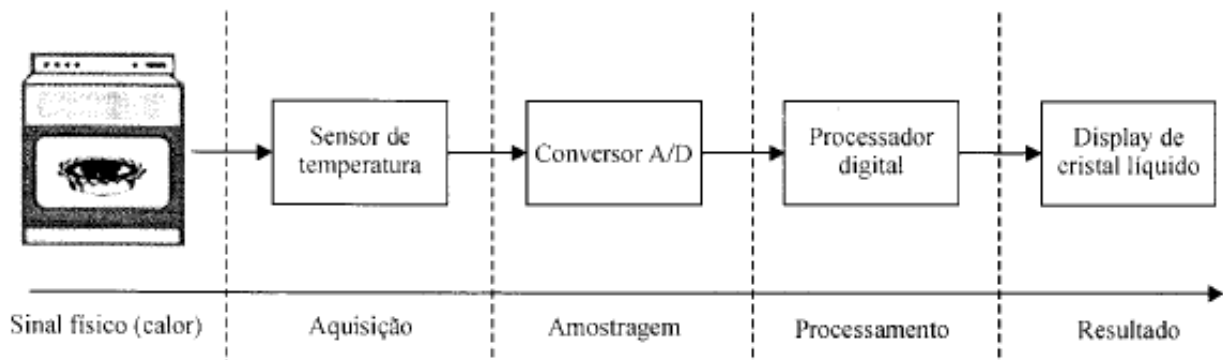 Sensor de
temperatura
Conversor A/D
Processador
digital
Display de
cristal líquido
Sinal físico (calor)
Aquisição
Amostragem
Processamento
Resultado